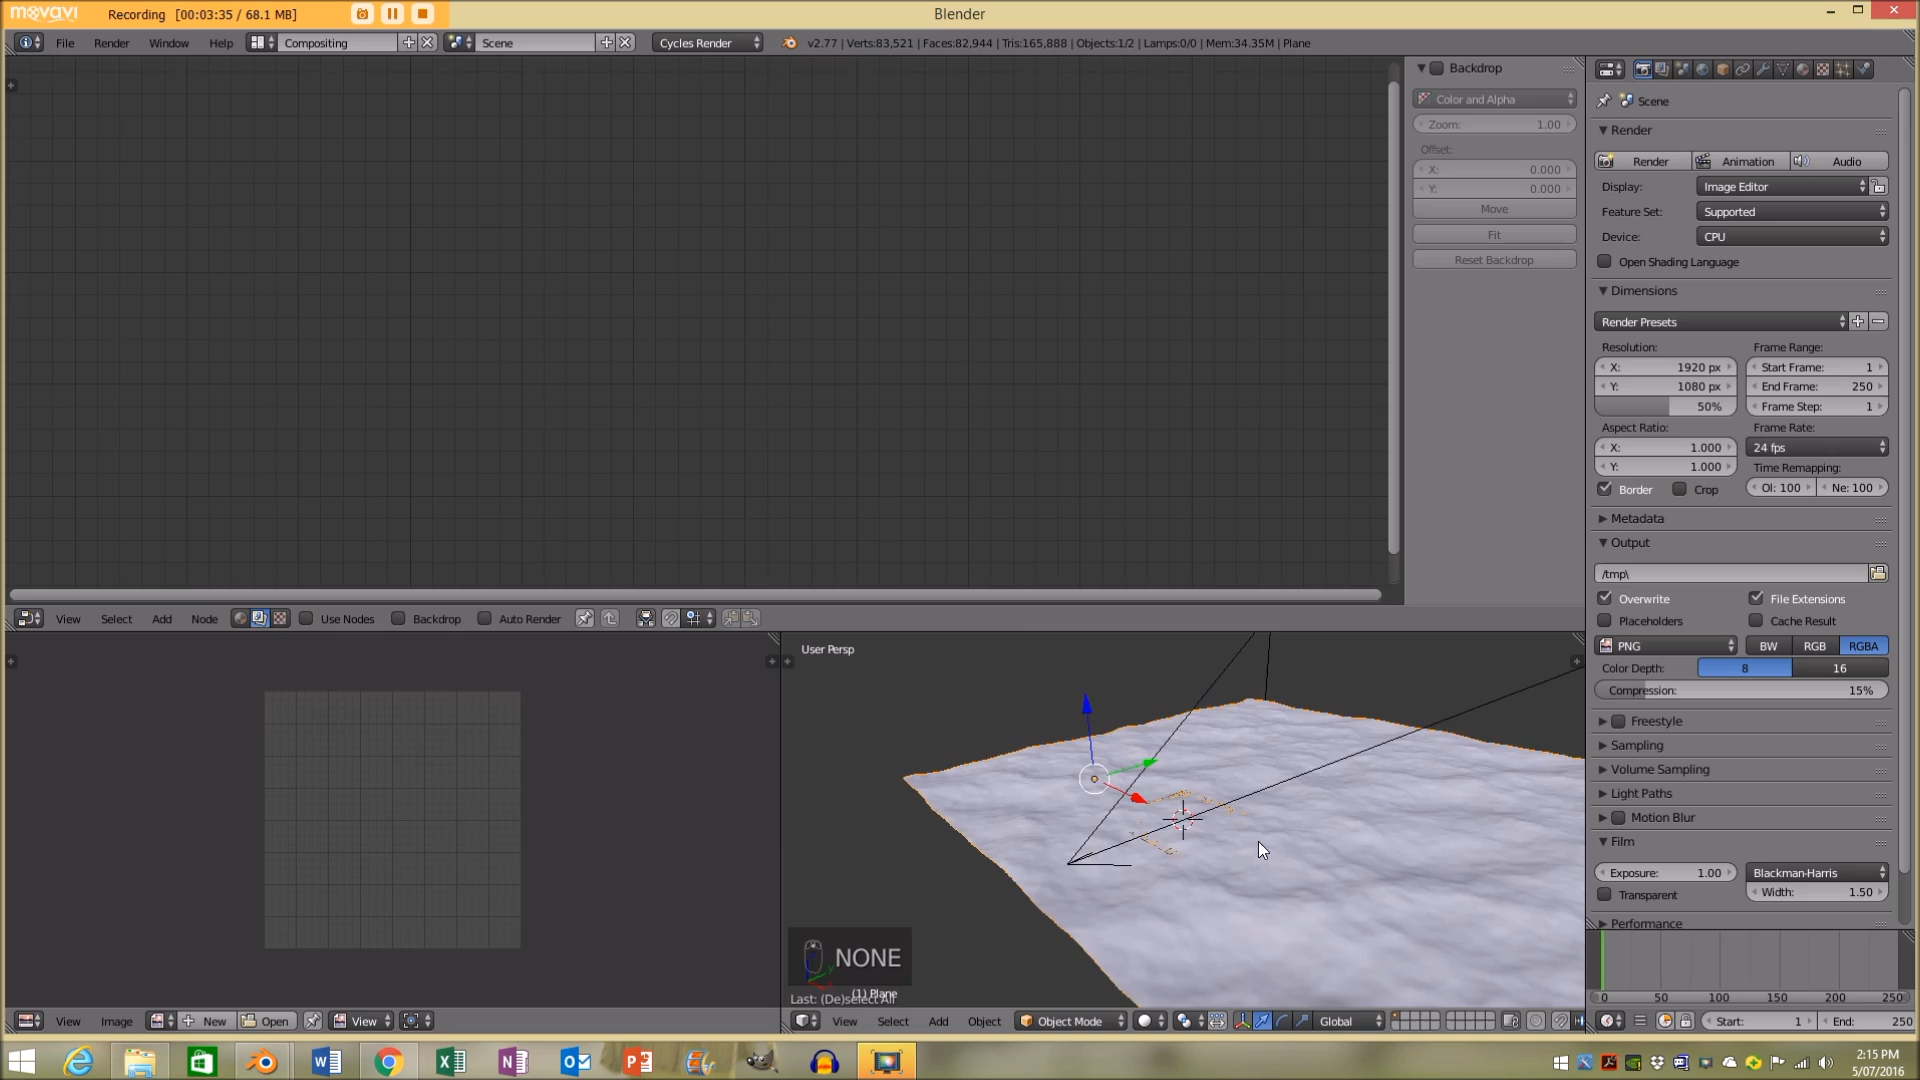 movavi Recording [00:03:35 / 68.1 MB] Blender
File Render Window Help Compositing Scene Cycles Render v2.77 | Verts:83,521 | Faces:82,944 | Tris:165,888 | Objects:1/2 | Lamps:0/0 | Mem:34.35M | Plane
Backdrop
Color and Alpha
Zoom: 1.00
Offset:
X: 0.000
Y: 0.000
Move
Fit
Reset Backdrop
Scene
Render
Render Animation Audio
Display: Image Editor
Feature Set: Supported
Device: CPU
Open Shading Language
Dimensions
Render Presets
Resolution: Frame Range:
X: 1920 px Start Frame: 1
Y: 1080 px End Frame: 250
50% Frame Step: 1
Aspect Ratio: Frame Rate:
X: 1.000 24 fps
Y: 1.000 Time Remapping:
Border Crop Ol: 100 Ne: 100
Metadata
Output
/tmp\
Overwrite File Extensions
Placeholders Cache Result
PNG BW RGB RGBA
Color Depth: 8 16
Compression: 15%
Freestyle
Sampling
Volume Sampling
Light Paths
Motion Blur
Film
Exposure: 1.00 Blackman-Harris
Transparent Width: 1.50
Performance
View Select Add Node Use Nodes Backdrop Auto Render
User Persp
NONE
(1) Plane
Last: (De)select All
0 50 100 150 200 250
View Image New Open View
View Select Add Object Object Mode Global
Start: 1 End: 250
2:15 PM
5/07/2016